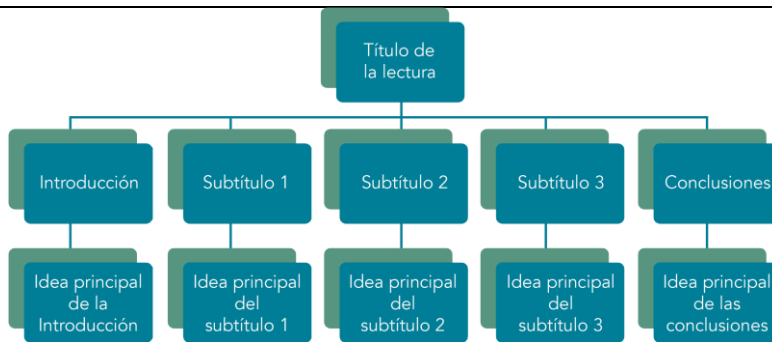 Título de
la lectura
Introducción
Subtítulo 1
Subtítulo 2
Subtítulo 3
Conclusiones
Idea principal
de la
Introducción
Idea principal
del
subtítulo 1
Idea principal
del
subtítulo 2
Idea principal
del
subtítulo 3
Idea principal
de las
conclusiones